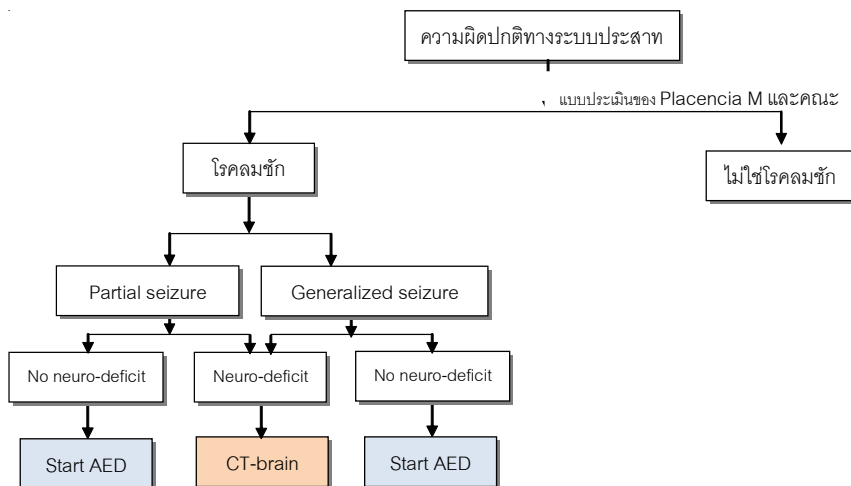 ความผิดปกติทางระบบประสาท
แบบประเมินของ Placencia M และคณะ
โรคลมชัก
ไม่ใช่โรคลมชัก
Partial seizure
Generalized seizure
No neuro-deficit
Neuro-deficit
No neuro-deficit
Start AED
CT-brain
Start AED